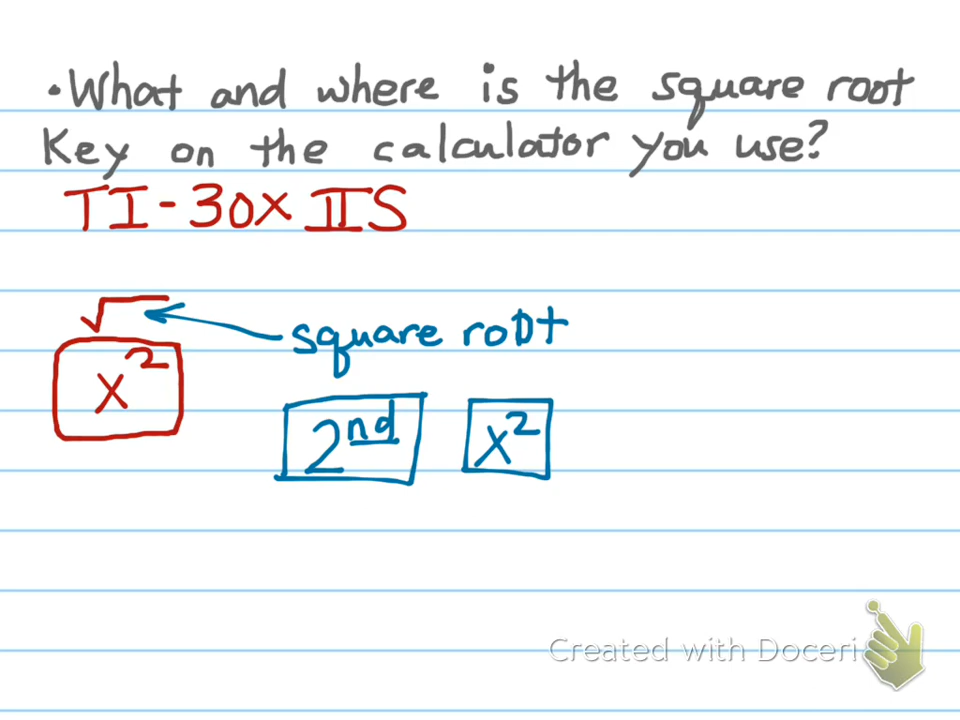 • What and where is the square root
Key on the calculator you use?
TI-30X IIS
√
square root
x²
2nd x²
Created with Doceri